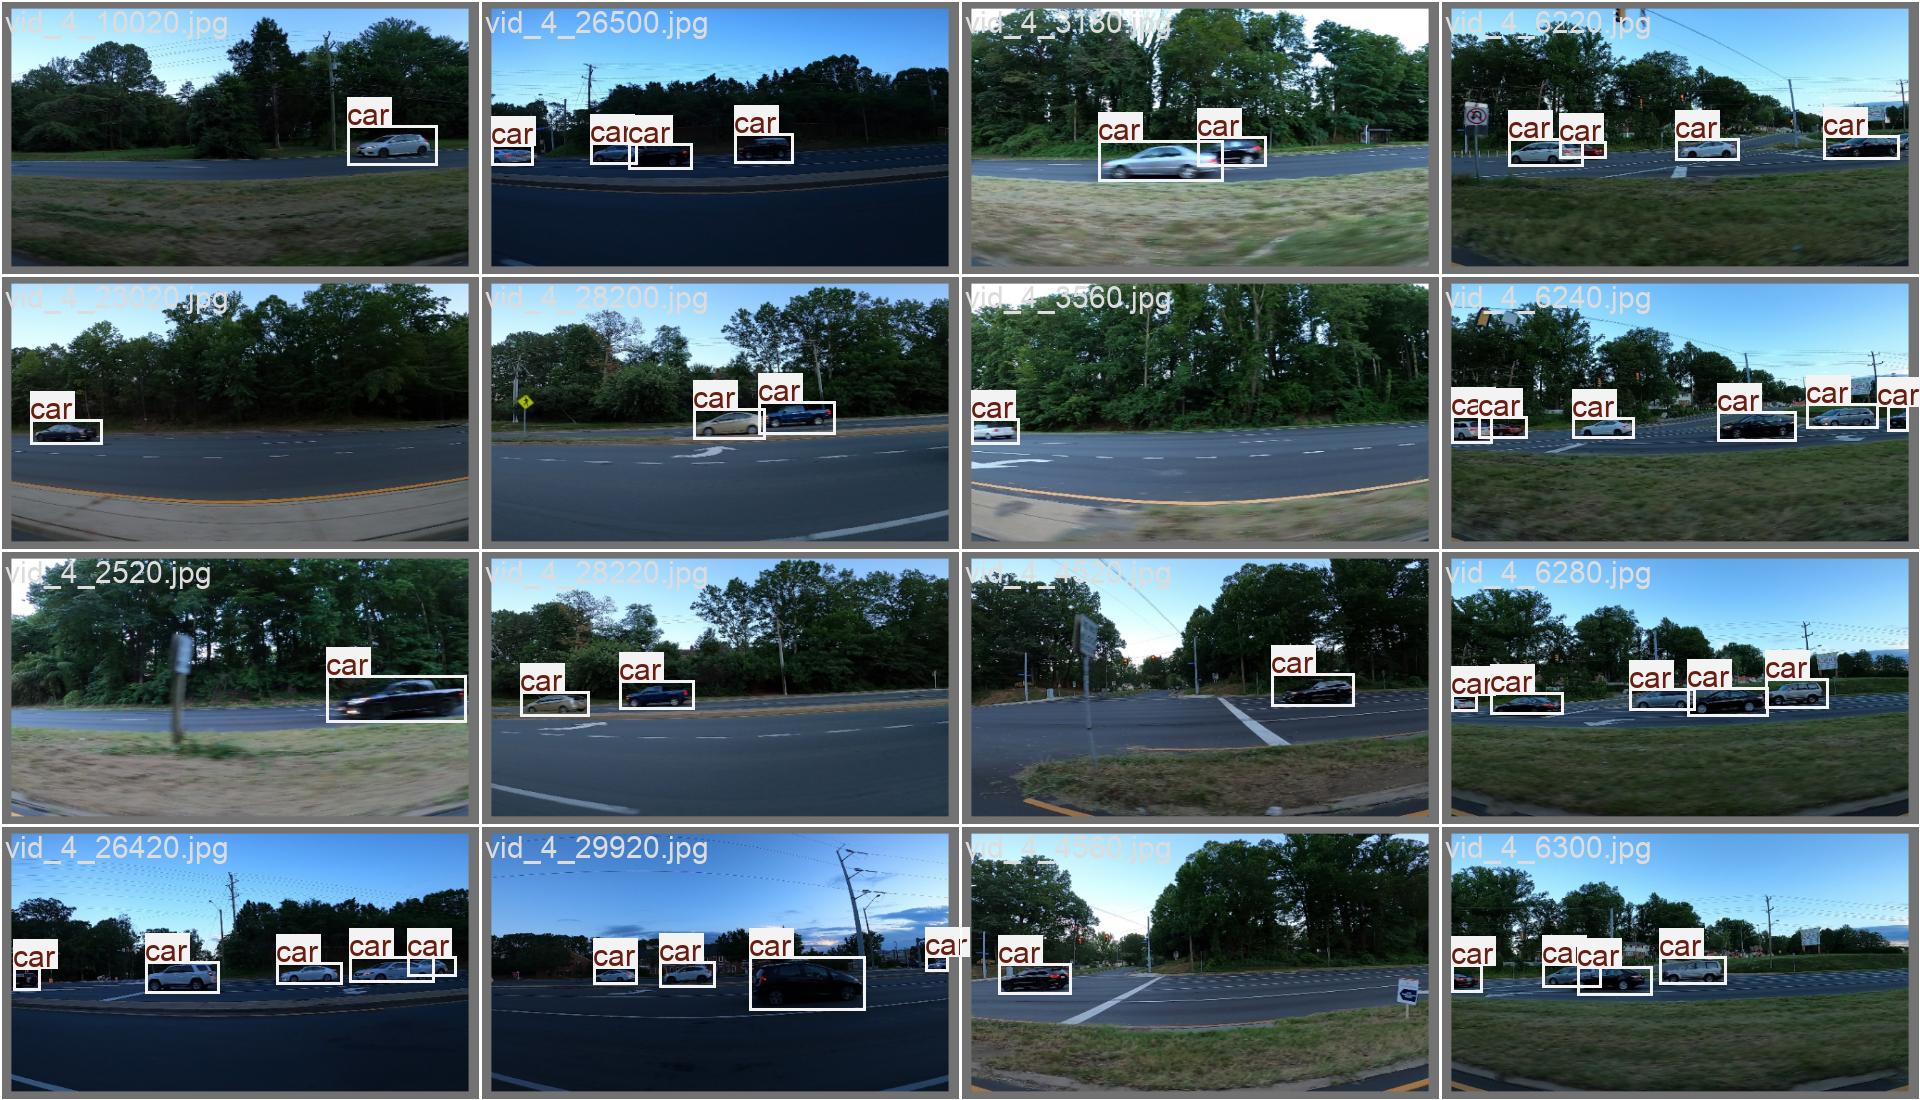 vid_4_10020.jpg
car
vid_4_26500.jpg
car
car
car
car
vid_4_3180.jpg
car
car
vid_4_6220.jpg
car
car
car
car
vid_4_23020.jpg
car
vid_4_28200.jpg
car
car
vid_4_3560.jpg
car
vid_4_6240.jpg
car
car
car
car
car
car
vid_4_2520.jpg
car
vid_4_28220.jpg
car
car
vid_4_4520.jpg
car
vid_4_6280.jpg
car
car
car
car
car
vid_4_26420.jpg
car
car
car
car
car
vid_4_29920.jpg
car
car
car
car
vid_4_4560.jpg
car
vid_4_6300.jpg
car
car
car
car